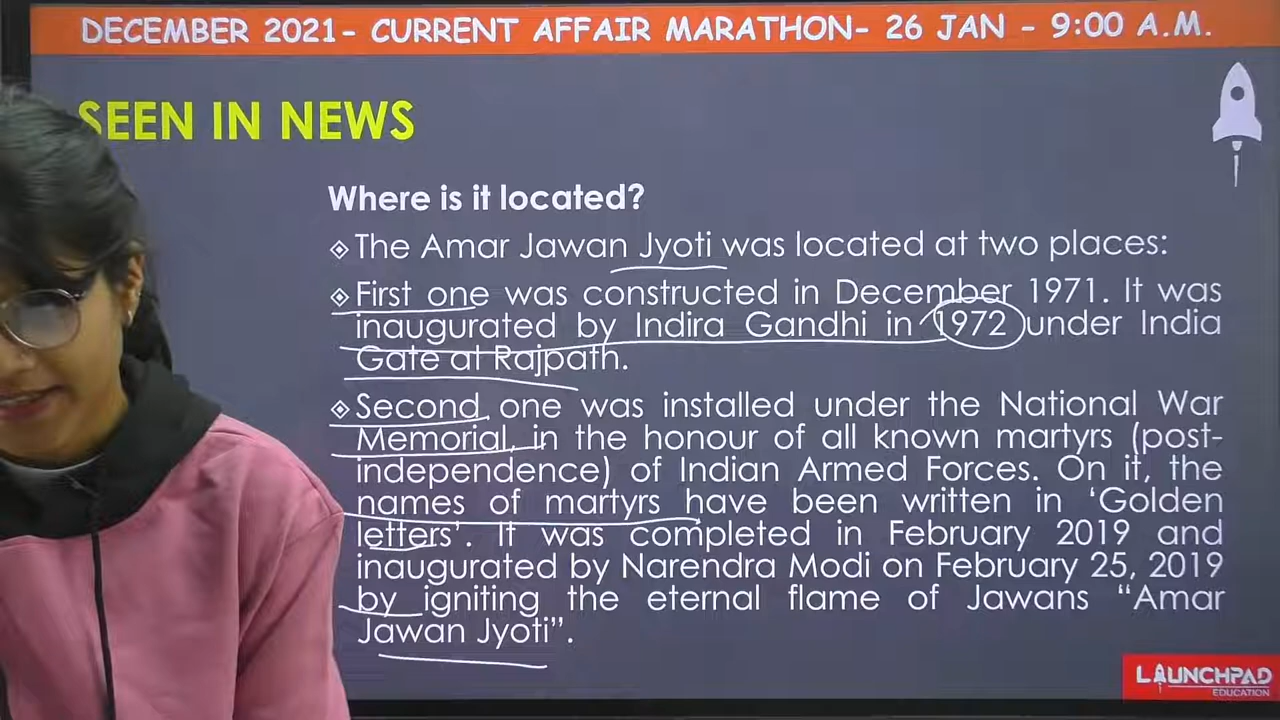 DECEMBER 2021- CURRENT AFFAIR MARATHON- 26 JAN - 9:00 A.M.
SEEN IN NEWS
Where is it located?
The Amar Jawan Jyoti was located at two places:
First one was constructed in December 1971. It was
inaugurated by Indira Gandhi in 1972 under India
Gate at Rajpath.
Second one was installed under the National War
Memorial, in the honour of all known martyrs (post-
independence) of Indian Armed Forces. On it, the
names of martyrs have been written in ‘Golden
letters’. It was completed in February 2019 and
inaugurated by Narendra Modi on February 25, 2019
by igniting the eternal flame of Jawans “Amar
Jawan Jyoti”.
LAUNCHPAD
EDUCATION